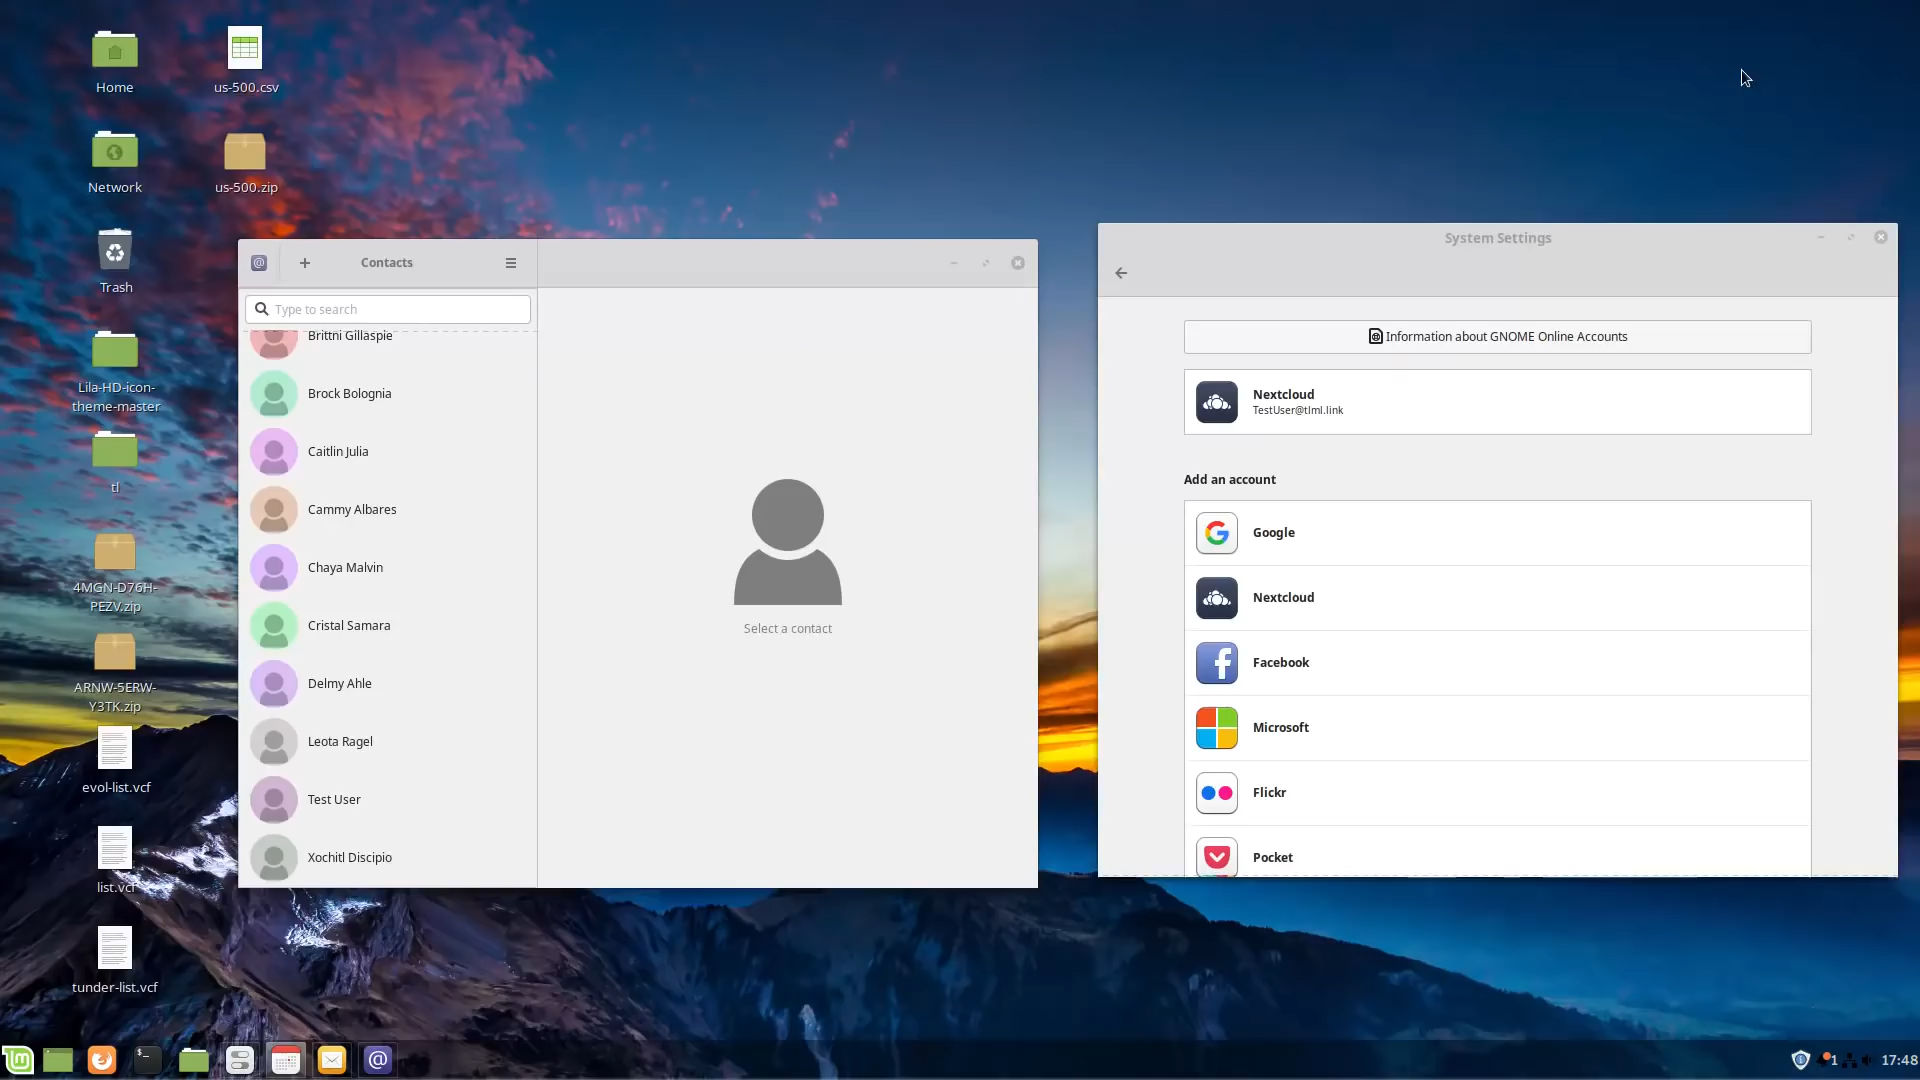 Home
us-500.csv
Network
us-500.zip
Trash
Lila-HD-icon-
theme-master
tl
4MGN-D76H-
PEZV.zip
ARNW-5ERW-
Y3TK.zip
evol-list.vcf
list.vcf
tunder-list.vcf
@
+
Contacts
Type to search
Brittni Gillaspie
Brock Bolognia
Caitlin Julia
Cammy Albares
Chaya Malvin
Cristal Samara
Delmy Ahle
Leota Ragel
Test User
Xochitl Discipio
Select a contact
System Settings
Information about GNOME Online Accounts
Nextcloud
TestUser@tlml.link
Add an account
Google
Nextcloud
Facebook
Microsoft
Flickr
Pocket
1
17:48